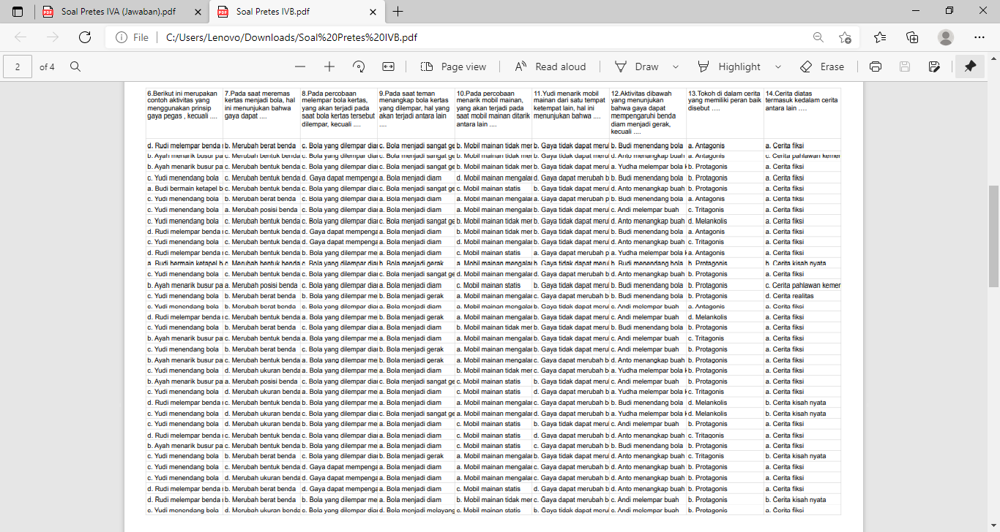 Soal Pretes IVA (Jawaban).pdf
Soal Pretes IVB.pdf
File
C:/Users/Lenovo/Downloads/Soal%20Pretes%20IVB.pdf
2 of 4
Page view
Read aloud
Draw
Highlight
Erase
6.Berikut ini merupakan contoh aktivitas yang menggunakan prinsip gaya pegas , kecuali ....
7.Pada saat meremas kertas menjadi bola, hal ini menunjukan bahwa gaya dapat ....
8.Pada percobaan melempar bola kertas, yang akan terjadi pada saat bola kertas tersebut dilempar, kecuali ....
9.Pada saat teman menangkap bola kertas yang dilempar, hal yang akan terjadi antara lain ....
10.Pada percobaan menarik mobil mainan, yang akan terjadi pada saat mobil mainan ditarik antara lain ....
11.Yudi menarik mobil mainan dari satu tempat ketempat lain, hal ini menunjukan bahwa ....
12.Aktivitas dibawah yang menunjukan bahwa gaya dapat mempengaruhi benda diam menjadi gerak, kecuali ....
13.Tokoh di dalam cerita yang memiliki peran baik disebut ....
14.Cerita diatas termasuk kedalam cerita antara lain ....
d. Rudi melempar benda b. Merubah berat benda c. Bola yang dilempar diam c. Bola menjadi sangat ge b. Mobil mainan tidak mer b. Gaya tidak dapat meru b. Budi menendang bola a. Antagonis a. Cerita fiksi
b. Ayah menarik busur pa c. Merubah bentuk benda c. Bola yang dilempar diam c. Bola menjadi sangat ge b. Mobil mainan tidak mer b. Gaya tidak dapat meru d. Anto menangkap buah a. Antagonis c. Cerita pahlawan kemer
b. Ayah menarik busur pa c. Merubah bentuk benda c. Bola yang dilempar diam c. Bola menjadi sangat ge b. Mobil mainan tidak mer b. Gaya tidak dapat meru a. Yudha melempar bola k b. Protagonis a. Cerita fiksi
c. Yudi menendang bola c. Merubah bentuk benda d. Gaya dapat mempenga a. Bola menjadi diam d. Mobil mainan mengalar d. Gaya dapat merubah b b. Budi menendang bola b. Protagonis a. Cerita fiksi
a. Budi bermain ketapel b c. Merubah bentuk benda c. Bola yang dilempar diam c. Bola menjadi sangat ge c. Mobil mainan statis b. Gaya tidak dapat meru d. Anto menangkap buah b. Protagonis a. Cerita fiksi
c. Yudi menendang bola b. Merubah berat benda c. Bola yang dilempar diam a. Bola menjadi diam a. Mobil mainan mengalar a. Gaya dapat merubah p b. Budi menendang bola a. Antagonis a. Cerita fiksi
c. Yudi menendang bola a. Merubah posisi benda c. Bola yang dilempar diam a. Bola menjadi diam a. Mobil mainan mengalar b. Gaya tidak dapat meru c. Andi melempar buah c. Tritagonis a. Cerita fiksi
c. Yudi menendang bola c. Merubah bentuk benda c. Bola yang dilempar diam c. Bola menjadi sangat ge b. Mobil mainan tidak mer b. Gaya tidak dapat meru d. Anto menangkap buah d. Melankolis a. Cerita fiksi
d. Rudi melempar benda c. Merubah bentuk benda d. Gaya dapat mempenga a. Bola menjadi diam b. Mobil mainan tidak mer b. Gaya tidak dapat meru b. Budi menendang bola a. Antagonis a. Cerita fiksi
c. Yudi menendang bola c. Merubah bentuk benda d. Gaya dapat mempenga a. Bola menjadi diam d. Mobil mainan mengalar b. Gaya tidak dapat meru d. Anto menangkap buah c. Tritagonis a. Cerita fiksi
d. Rudi melempar benda c. Merubah bentuk benda b. Bola yang dilempar me a. Bola menjadi diam c. Mobil mainan statis a. Gaya dapat merubah p a. Yudha melempar bola k a. Antagonis a. Cerita fiksi
a. Budi bermain ketapel b c. Merubah bentuk benda c. Bola yang dilempar diam b. Bola menjadi gerak a. Mobil mainan mengalar b. Gaya tidak dapat meru b. Budi menendang bola b. Protagonis b. Cerita kisah nyata
c. Yudi menendang bola c. Merubah bentuk benda c. Bola yang dilempar diam c. Bola menjadi sangat ge d. Mobil mainan mengalar d. Gaya dapat merubah b d. Anto menangkap buah b. Protagonis a. Cerita fiksi
b. Ayah menarik busur pa a. Merubah posisi benda c. Bola yang dilempar diam a. Bola menjadi diam c. Mobil mainan statis b. Gaya tidak dapat meru b. Budi menendang bola b. Protagonis c. Cerita pahlawan kemer
c. Yudi menendang bola b. Merubah berat benda b. Bola yang dilempar me b. Bola menjadi gerak a. Mobil mainan mengalar c. Gaya dapat merubah b b. Budi menendang bola b. Protagonis d. Cerita realitas
c. Yudi menendang bola b. Merubah berat benda c. Bola yang dilempar diam a. Bola menjadi diam a. Mobil mainan mengalar b. Gaya tidak dapat meru c. Andi melempar buah a. Antagonis a. Cerita fiksi
d. Rudi melempar benda c. Merubah bentuk benda a. Bola yang dilempar me b. Bola menjadi gerak a. Mobil mainan mengalar b. Gaya tidak dapat meru c. Andi melempar buah d. Melankolis a. Cerita fiksi
c. Yudi menendang bola b. Merubah berat benda c. Bola yang dilempar diam a. Bola menjadi diam b. Mobil mainan tidak mer b. Gaya tidak dapat meru c. Andi melempar buah b. Protagonis a. Cerita fiksi
b. Ayah menarik busur pa c. Merubah bentuk benda a. Bola yang dilempar me a. Bola menjadi diam a. Mobil mainan mengalar b. Gaya tidak dapat meru c. Andi melempar buah c. Tritagonis a. Cerita fiksi
c. Yudi menendang bola b. Merubah berat benda c. Bola yang dilempar diam b. Bola menjadi gerak a. Mobil mainan mengalar b. Gaya tidak dapat meru c. Andi melempar buah b. Protagonis a. Cerita fiksi
b. Ayah menarik busur pa c. Merubah bentuk benda a. Bola yang dilempar me b. Bola menjadi gerak a. Mobil mainan mengalar c. Gaya dapat merubah b d. Anto menangkap buah b. Protagonis a. Cerita fiksi
c. Yudi menendang bola d. Merubah ukuran benda a. Bola yang dilempar me a. Bola menjadi diam b. Mobil mainan tidak mer c. Gaya dapat merubah b a. Yudha melempar bola k b. Protagonis a. Cerita fiksi
b. Ayah menarik busur pa a. Merubah posisi benda c. Bola yang dilempar diam c. Bola menjadi sangat ge c. Mobil mainan statis b. Gaya tidak dapat meru c. Andi melempar buah b. Protagonis a. Cerita fiksi
c. Yudi menendang bola d. Merubah ukuran benda a. Bola yang dilempar me a. Bola menjadi diam c. Mobil mainan statis d. Gaya dapat merubah b a. Yudha melempar bola k c. Tritagonis a. Cerita fiksi
d. Rudi melempar benda c. Merubah bentuk benda b. Bola yang dilempar me a. Bola menjadi diam a. Mobil mainan mengalar c. Gaya dapat merubah b b. Budi menendang bola d. Melankolis b. Cerita kisah nyata
c. Yudi menendang bola d. Merubah ukuran benda c. Bola yang dilempar diam c. Bola menjadi sangat ge a. Mobil mainan mengalar c. Gaya dapat merubah b a. Yudha melempar bola k d. Melankolis b. Cerita kisah nyata
c. Yudi menendang bola d. Merubah ukuran benda b. Bola yang dilempar me a. Bola menjadi diam c. Mobil mainan statis b. Gaya tidak dapat meru c. Andi melempar buah b. Protagonis a. Cerita fiksi
d. Rudi melempar benda c. Merubah bentuk benda c. Bola yang dilempar diam a. Bola menjadi diam c. Mobil mainan statis d. Gaya dapat merubah b d. Anto menangkap buah c. Tritagonis a. Cerita fiksi
b. Ayah menarik busur pa c. Merubah bentuk benda b. Bola yang dilempar me a. Bola menjadi diam c. Mobil mainan statis c. Gaya dapat merubah b b. Budi menendang bola b. Protagonis a. Cerita fiksi
c. Yudi menendang bola b. Merubah berat benda c. Bola yang dilempar diam b. Bola menjadi gerak a. Mobil mainan mengalar b. Gaya tidak dapat meru d. Anto menangkap buah c. Tritagonis b. Cerita kisah nyata
c. Yudi menendang bola c. Merubah bentuk benda d. Gaya dapat mempenga a. Bola menjadi diam a. Mobil mainan mengalar c. Gaya dapat merubah b d. Anto menangkap buah b. Protagonis a. Cerita fiksi
c. Yudi menendang bola d. Merubah ukuran benda d. Gaya dapat mempenga a. Bola menjadi diam a. Mobil mainan mengalar c. Gaya dapat merubah b d. Anto menangkap buah b. Protagonis a. Cerita fiksi
d. Rudi melempar benda b. Merubah berat benda d. Gaya dapat mempenga a. Bola menjadi diam c. Mobil mainan statis d. Gaya dapat merubah b d. Anto menangkap buah b. Protagonis a. Cerita fiksi
d. Rudi melempar benda b. Merubah berat benda b. Bola yang dilempar me a. Bola menjadi diam b. Mobil mainan tidak mer c. Gaya dapat merubah b c. Andi melempar buah b. Protagonis b. Cerita kisah nyata
c. Yudi menendang bola d. Merubah ukuran benda c. Bola yang dilempar diam d. Bola menjadi melayang c. Mobil mainan statis b. Gaya tidak dapat meru c. Andi melempar buah b. Protagonis a. Cerita fiksi